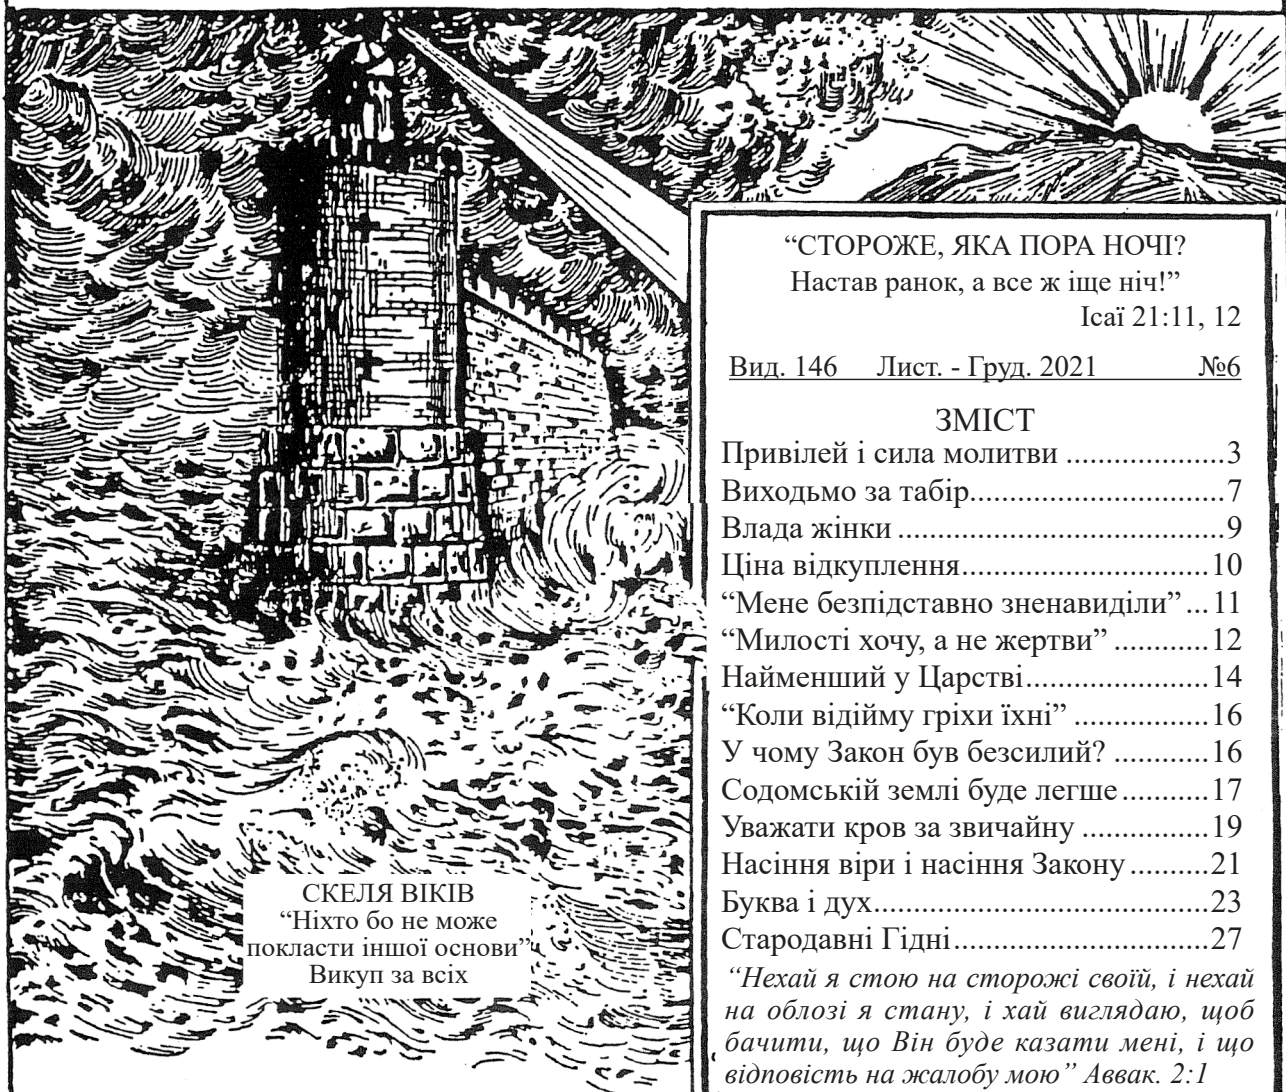 “СТОРОЖЕ, ЯКА ПОРА НОЧІ?
Настав ранок, а все ж іще ніч!”
Ісаї 21:11, 12
Вид. 146 Лист. - Груд. 2021 №6
ЗМІСТ
Привілей і сила молитви ......................3
Виходьмо за табір...................................7
Влада жінки ............................................9
Ціна відкуплення..................................10
“Мене безпідставно зненавиділи”...11
“Милості хочу, а не жертви” .............12
Найменший у Царстві.........................14
“Коли відійму гріхи їхні” ...................16
У чому Закон був безсилий? .............16
Содомській землі буде легше............17
Уважати кров за звичайну .................19
Насіння віри і насіння Закону...........21
Буква і дух.............................................23
Стародавні Гідні...................................27
“Нехай я стою на сторожі своїй, і нехай
на облозі я стану, і хай виглядаю, щоб
бачити, що Він буде казати мені, і що
відповість на жалобу мою” Аввак. 2:1
СКЕЛЯ ВІКІВ
“Ніхто бо не може
покласти іншої основи”
Викуп за всіх